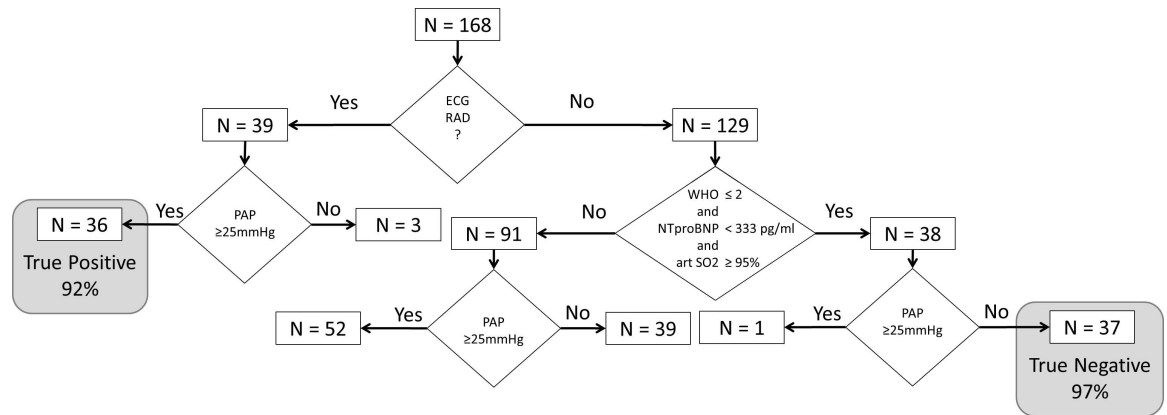 N = 168
ECG
RAD
?
Yes
No
N = 39
N = 129
PAP
≥25mmHg
Yes
No
N = 36
True Positive
92%
N = 3
WHO ≤ 2
and
NTproBNP < 333 pg/ml
and
art SO2 ≥ 95%
No
Yes
N = 91
N = 38
PAP
≥25mmHg
Yes
No
N = 52
N = 39
PAP
≥25mmHg
Yes
No
N = 1
N = 37
True Negative
97%